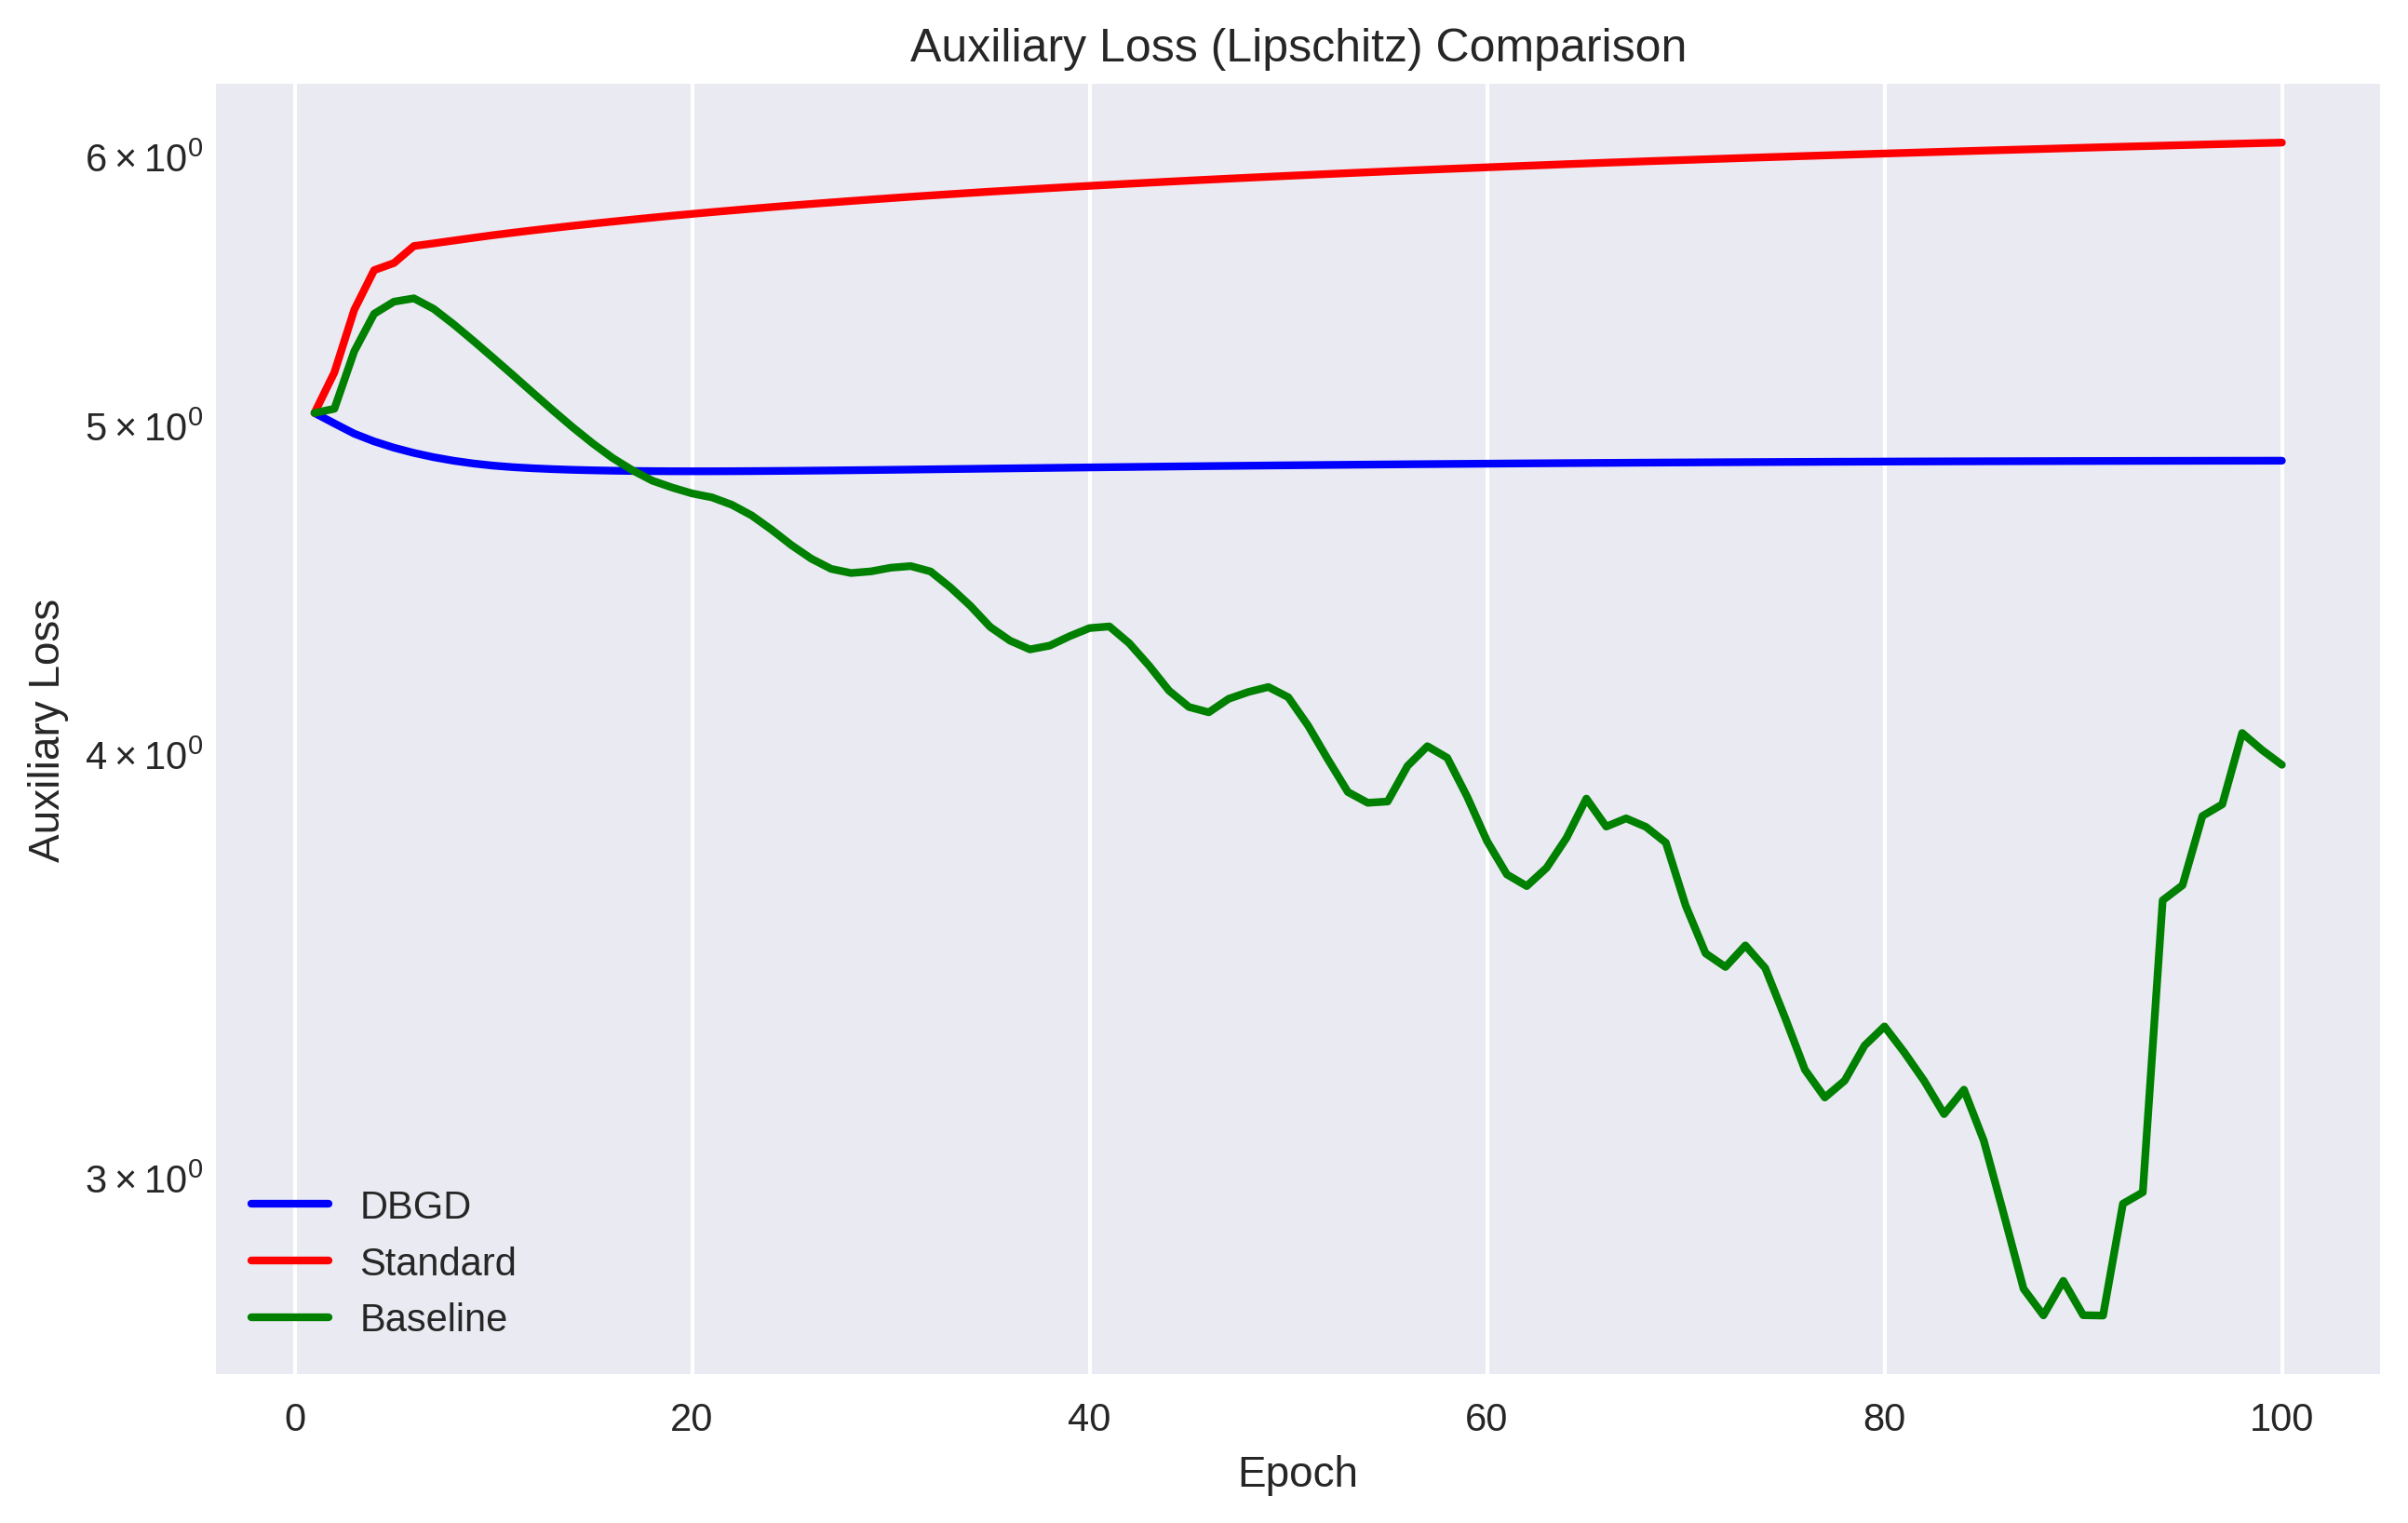 Auxiliary Loss (Lipschitz) Comparison
6 × 10⁰
5 × 10⁰
4 × 10⁰
3 × 10⁰
Auxiliary Loss
DBGD
Standard
Baseline
0 20 40 60 80 100
Epoch